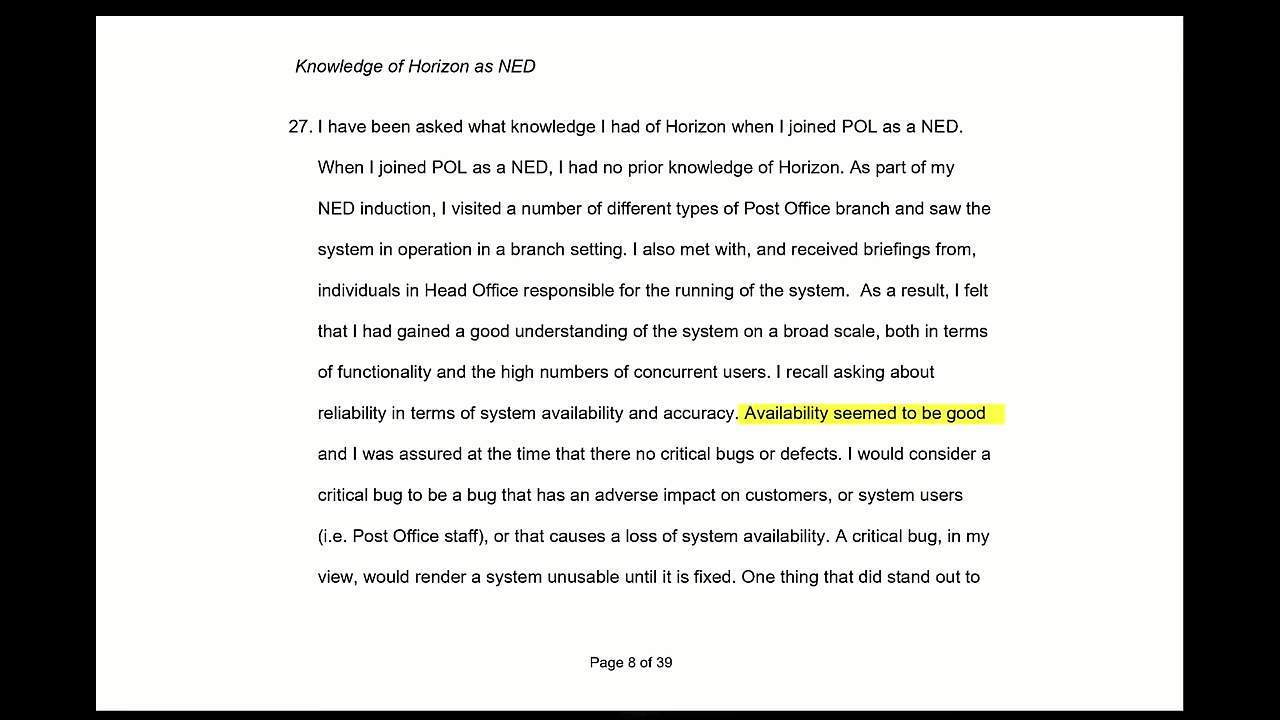 Knowledge of Horizon as NED
27. I have been asked what knowledge I had of Horizon when I joined POL as a NED.
When I joined POL as a NED, I had no prior knowledge of Horizon. As part of my
NED induction, I visited a number of different types of Post Office branch and saw the
system in operation in a branch setting. I also met with, and received briefings from,
individuals in Head Office responsible for the running of the system.  As a result, I felt
that I had gained a good understanding of the system on a broad scale, both in terms
of functionality and the high numbers of concurrent users. I recall asking about
reliability in terms of system availability and accuracy. Availability seemed to be good
and I was assured at the time that there no critical bugs or defects. I would consider a
critical bug to be a bug that has an adverse impact on customers, or system users
(i.e. Post Office staff), or that causes a loss of system availability. A critical bug, in my
view, would render a system unusable until it is fixed. One thing that did stand out to
Page 8 of 39